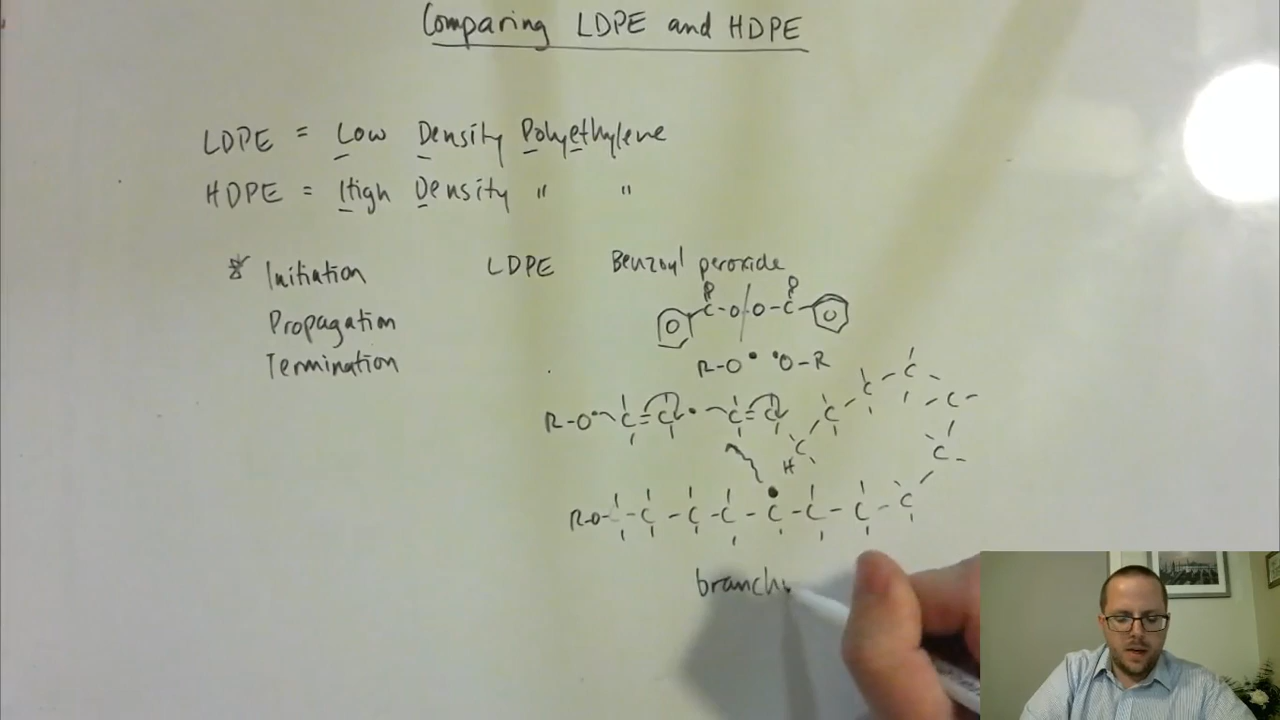 Comparing LDPE and HDPE
LDPE = Low Density Polyethylene
HDPE = High Density " "
* Initiation
Propagation
Termination
LDPE Benzoyl peroxide
O O
C-O-O-C
R-O• •O-R
R-O• C=C • C=C
C C C C C C
H
R-O-C-C-C-C-C-C-C-C
branch